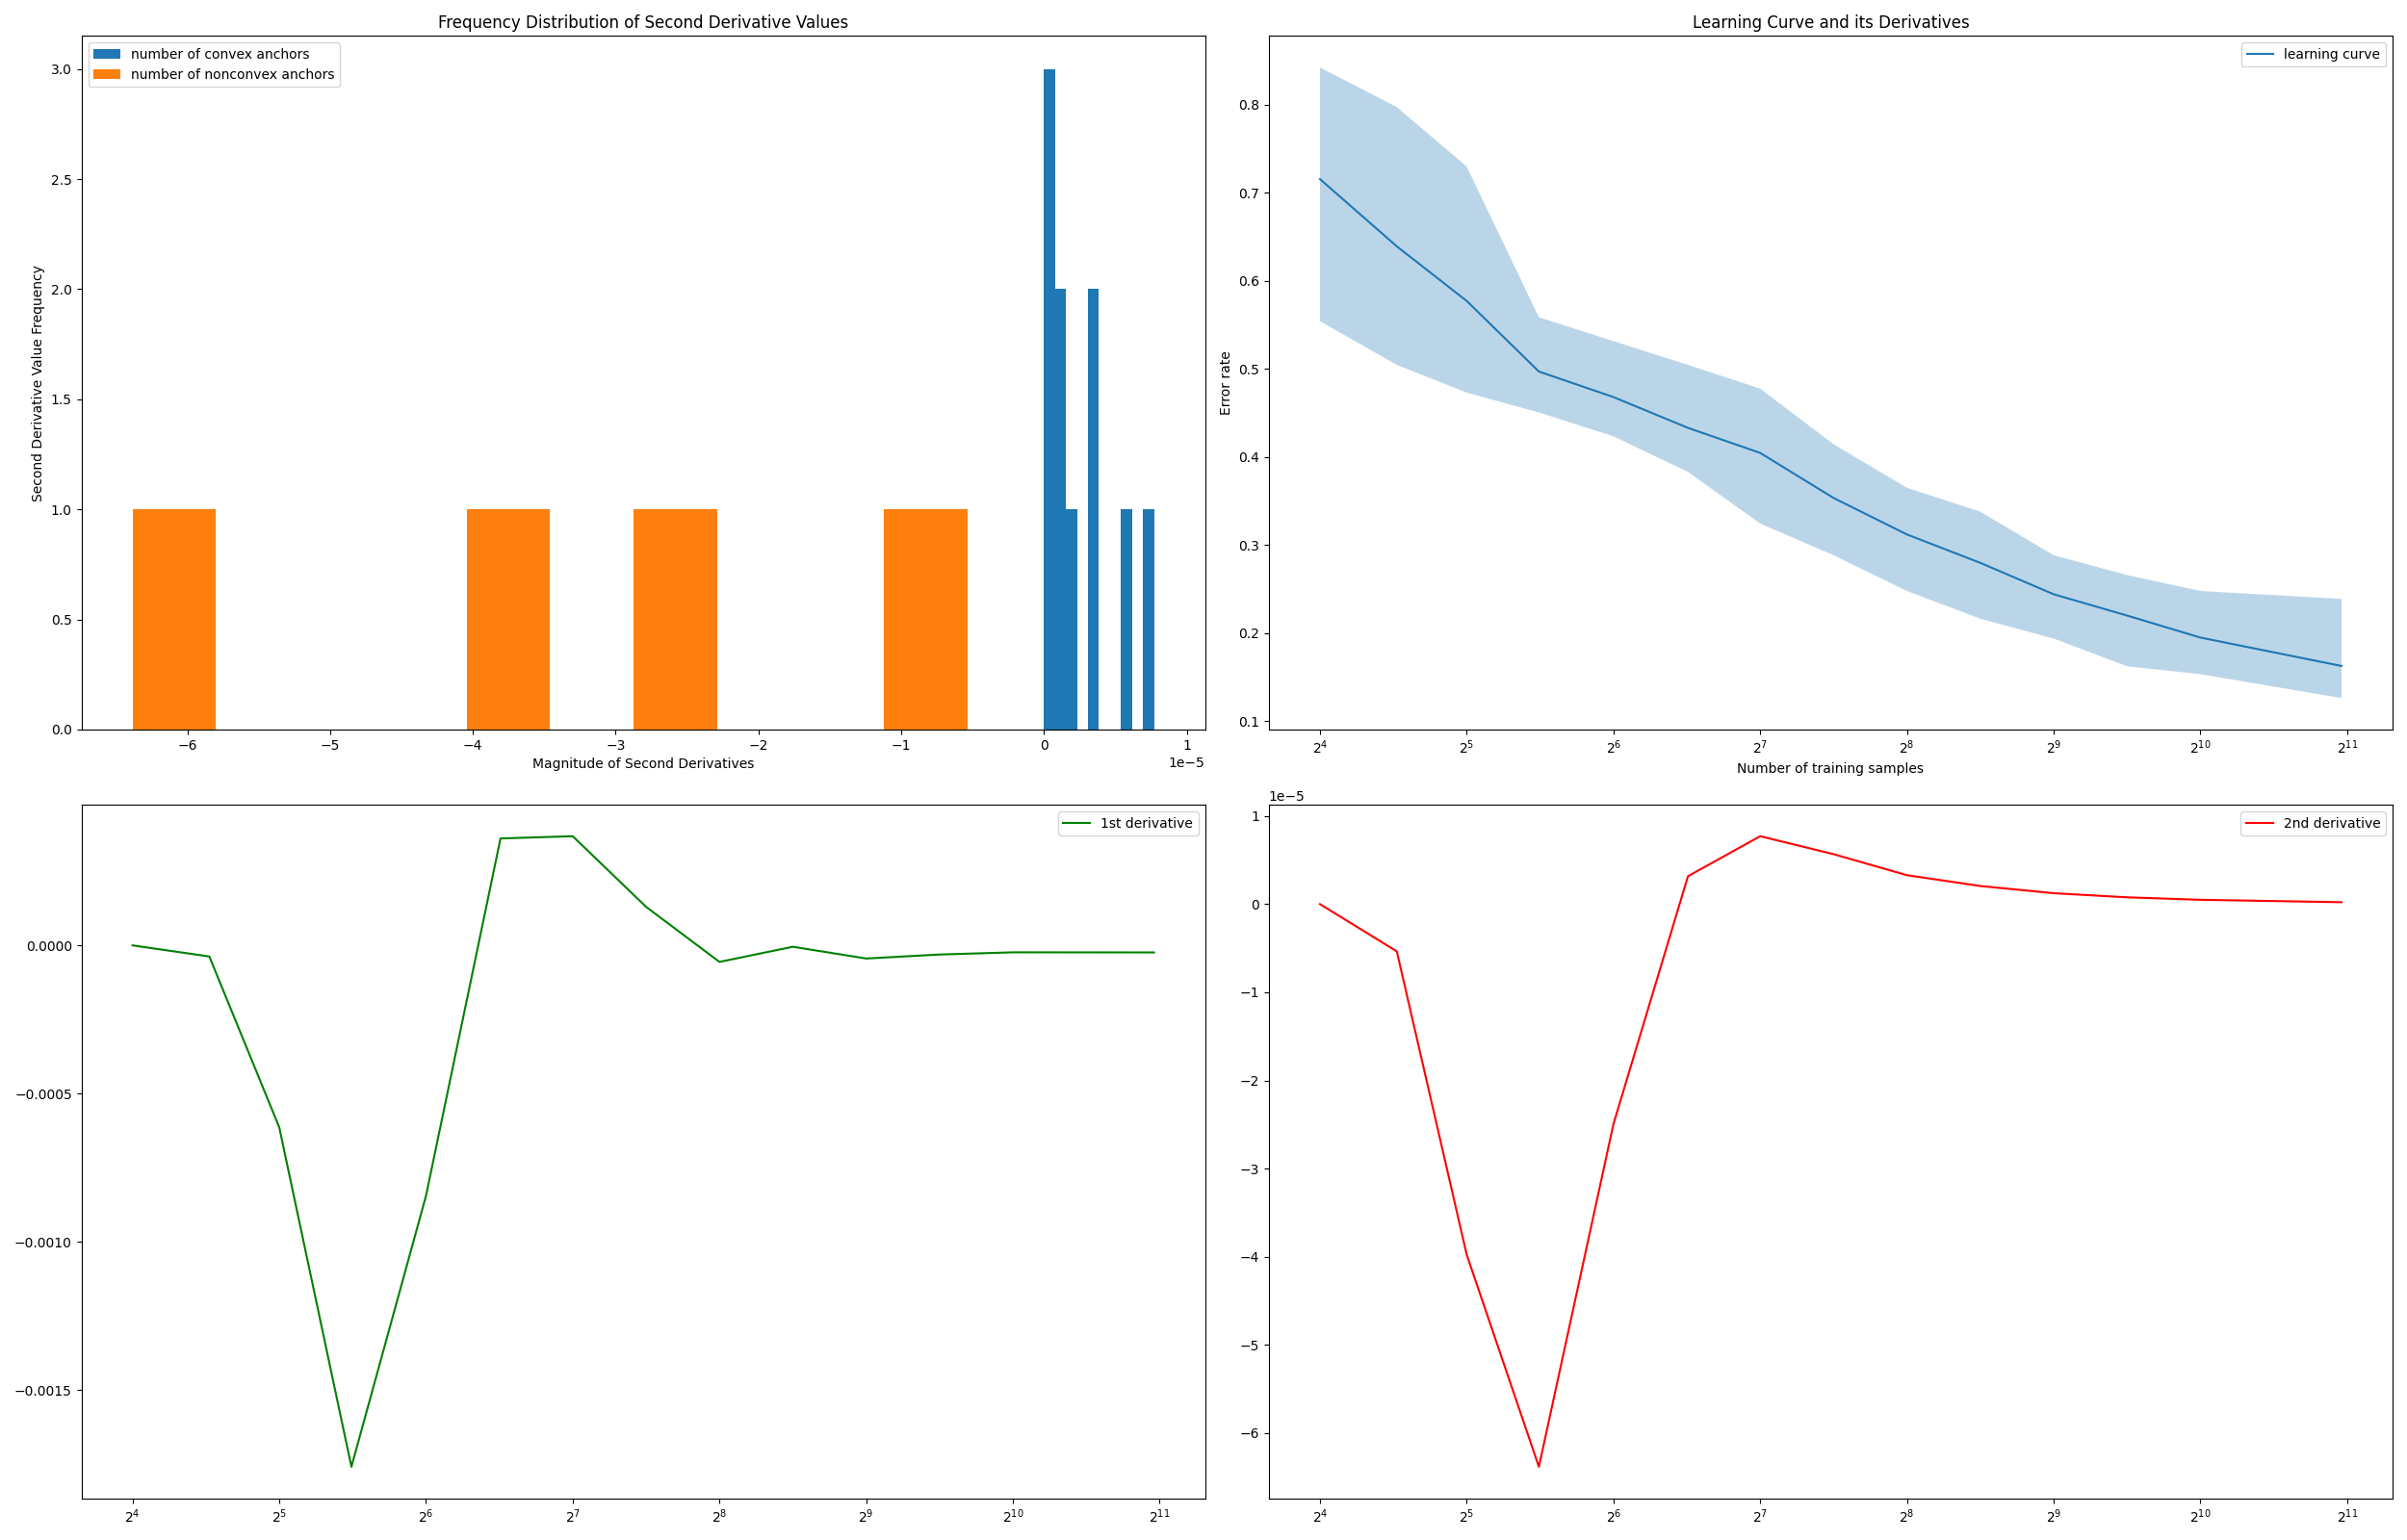 Frequency Distribution of Second Derivative Values
number of convex anchors
number of nonconvex anchors
3.0
2.5
2.0
1.5
1.0
0.5
0.0
Second Derivative Value Frequency
−6 −5 −4 −3 −2 −1 0 1
1e−5
Magnitude of Second Derivatives
Learning Curve and its Derivatives
learning curve
0.8
0.7
0.6
0.5
0.4
0.3
0.2
0.1
Error rate
2⁴ 2⁵ 2⁶ 2⁷ 2⁸ 2⁹ 2¹⁰ 2¹¹
Number of training samples
1st derivative
0.0000
−0.0005
−0.0010
−0.0015
2⁴ 2⁵ 2⁶ 2⁷ 2⁸ 2⁹ 2¹⁰ 2¹¹
1e−5
2nd derivative
1
0
−1
−2
−3
−4
−5
−6
2⁴ 2⁵ 2⁶ 2⁷ 2⁸ 2⁹ 2¹⁰ 2¹¹